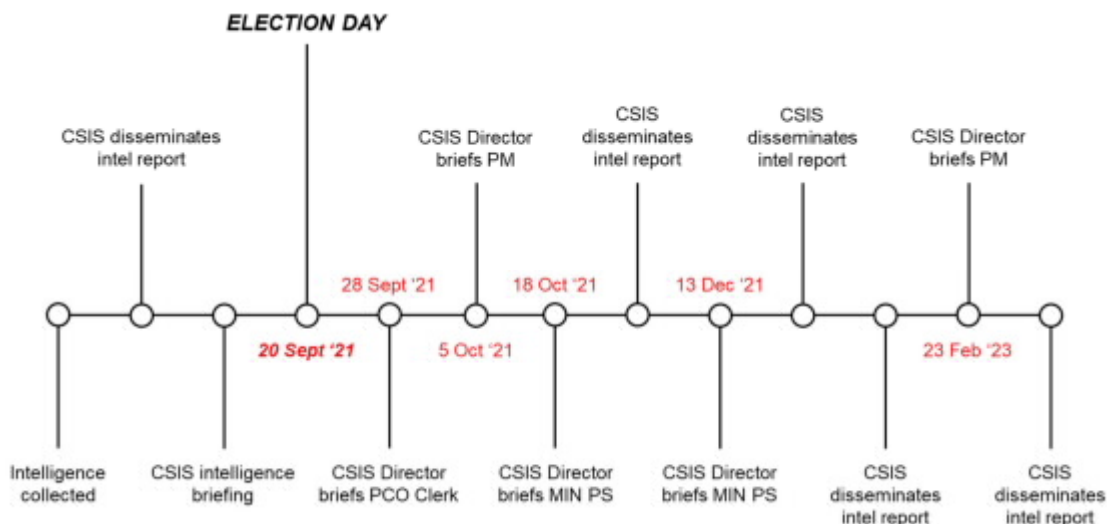 ELECTION DAY
CSIS disseminates
intel report
CSIS Director
briefs PM
CSIS
disseminates
intel report
CSIS
disseminates
intel report
CSIS Director
briefs PM
28 Sept ‘21
18 Oct ‘21
13 Dec ‘21
20 Sept ‘21
5 Oct ‘21
23 Feb ‘23
Intelligence
collected
CSIS intelligence
briefing
CSIS Director
briefs PCO Clerk
CSIS Director
briefs MIN PS
CSIS Director
briefs MIN PS
CSIS
disseminates
intel report
CSIS
disseminates
intel report